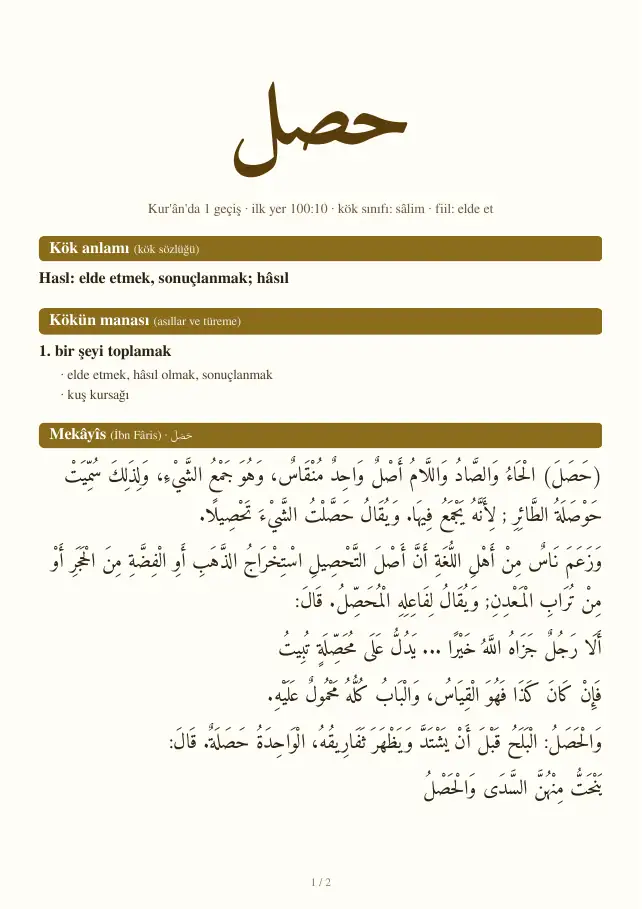 حصل
Kur'ân'da 1 geçiş · ilk yer 100:10 · kök sınıfı: sâlim · fiil: elde et
Kök anlamı (kök sözlüğü)
Hasl: elde etmek, sonuçlanmak; hâsıl
Kökün manası (asıllar ve türeme)
1. bir şeyi toplamak
· elde etmek, hâsıl olmak, sonuçlanmak
· kuş kursağı
Mekâyîs (İbn Fâris) · حَصَلَ
(حَصَلَ) الْحَاءُ وَالصَّادُ وَاللَّامُ أَصْلٌ وَاحِدٌ مُنْقَاسٌ، وَهُوَ جَمْعُ الشَّيْءِ، وَلِذَلِكَ سُمِّيَتْ
حَوْصَلَةُ الطَّائِرِ ; لِأَنَّهُ يَجْمَعُ فِيهَا. وَيُقَالُ حَصَّلْتُ الشَّيْءَ تَحْصِيلًا.
وَزَعَمَ نَاسٌ مِنْ أَهْلِ اللُّغَةِ أَنَّ أَصْلَ التَّحْصِيلِ اسْتِخْرَاجُ الذَّهَبِ أَوِ الْفِضَّةِ مِنَ الْحَجَرِ أَوْ
مِنْ تُرَابِ الْمَعْدِنِ; وَيُقَالُ لِفَاعِلِهِ الْمُحَصِّلُ. قَالَ:
أَلَا رَجُلٌ جَزَاهُ اللَّهُ خَيْرًا ... يَدُلُّ عَلَى مُحَصِّلَةٍ تُبِيتُ
فَإِنْ كَانَ كَذَا فَهُوَ الْقِيَاسُ، وَالْبَابُ كُلُّهُ مَحْمُولٌ عَلَيْهِ.
وَالْحَصَلُ: الْبَلَحُ قَبْلَ أَنْ يَشْتَدَّ وَيَظْهَرَ ثَفَارِيقُهُ، الْوَاحِدَةُ حَصَلَةٌ. قَالَ:
يَنْحَتُّ مِنْهُنَّ السَّدَى وَالْحَصْلُ
1 / 2